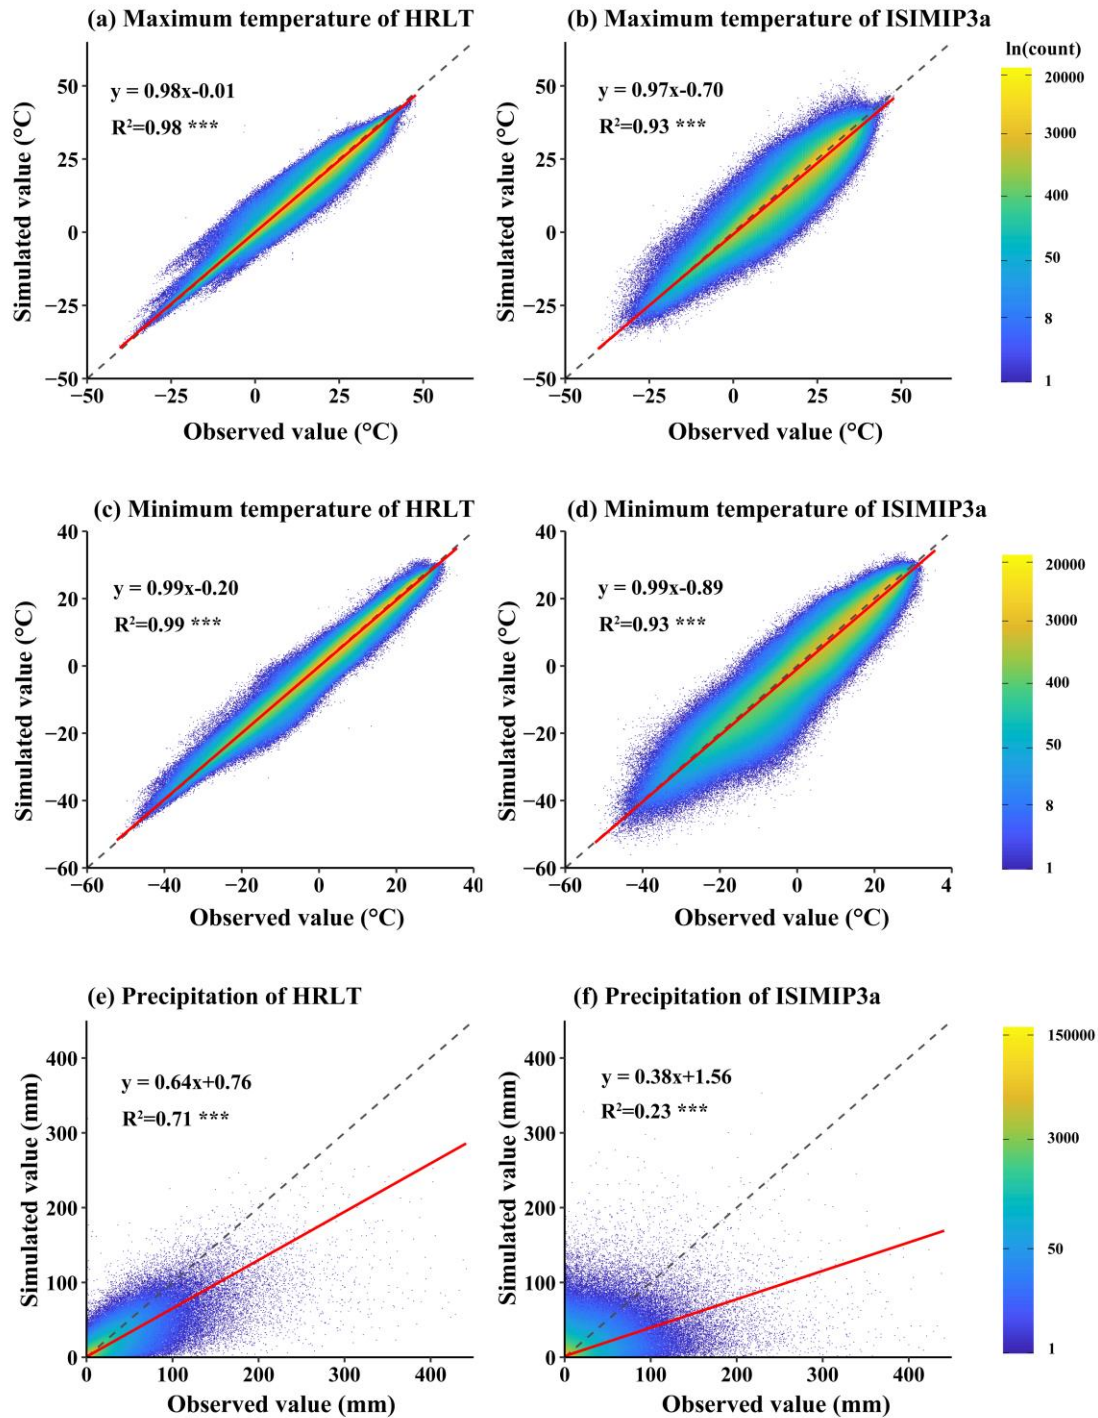 (a) Maximum temperature of HRLT
(b) Maximum temperature of ISIMIP3a
ln(count)
y = 0.98x-0.01
R²=0.98 ***
Simulated value (°C)
50
25
0
−25
−50
−50
−25
0
25
50
Observed value (°C)
y = 0.97x-0.70
R²=0.93 ***
Simulated value (°C)
50
25
0
−25
−50
−50
−25
0
25
50
Observed value (°C)
20000
3000
400
50
8
1
(c) Minimum temperature of HRLT
(d) Minimum temperature of ISIMIP3a
y = 0.99x-0.20
R²=0.99 ***
Simulated value (°C)
40
20
0
−20
−40
−60
−60
−40
−20
0
20
40
Observed value (°C)
y = 0.99x-0.89
R²=0.93 ***
Simulated value (°C)
40
20
0
−20
−40
−60
−60
−40
−20
0
20
4
Observed value (°C)
20000
3000
400
50
8
1
(e) Precipitation of HRLT
(f) Precipitation of ISIMIP3a
y = 0.64x+0.76
R²=0.71 ***
Simulated value (mm)
400
300
200
100
0
0
100
200
300
400
Observed value (mm)
y = 0.38x+1.56
R²=0.23 ***
Simulated value (mm)
400
300
200
100
0
0
100
200
300
400
Observed value (mm)
150000
3000
50
1